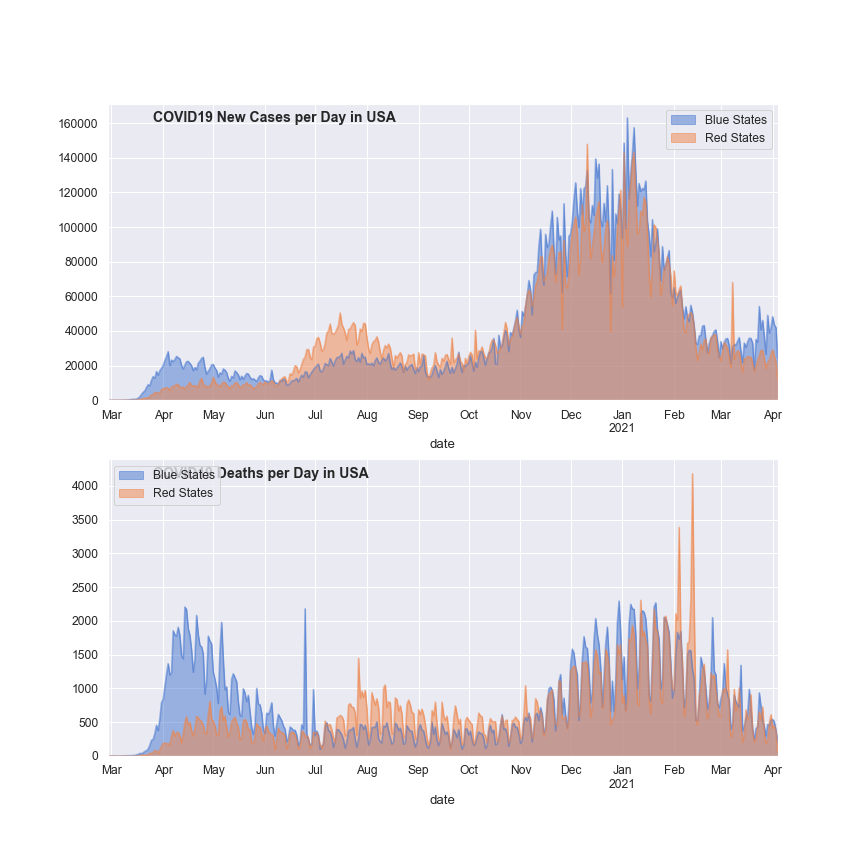 COVID19 New Cases per Day in USA
Blue States
Red States
160000
140000
120000
100000
80000
60000
40000
20000
0
Mar Apr May Jun Jul Aug Sep Oct Nov Dec Jan Feb Mar Apr
2021
date
COVID19 Deaths per Day in USA
Blue States
Red States
4000
3500
3000
2500
2000
1500
1000
500
0
Mar Apr May Jun Jul Aug Sep Oct Nov Dec Jan Feb Mar Apr
2021
date